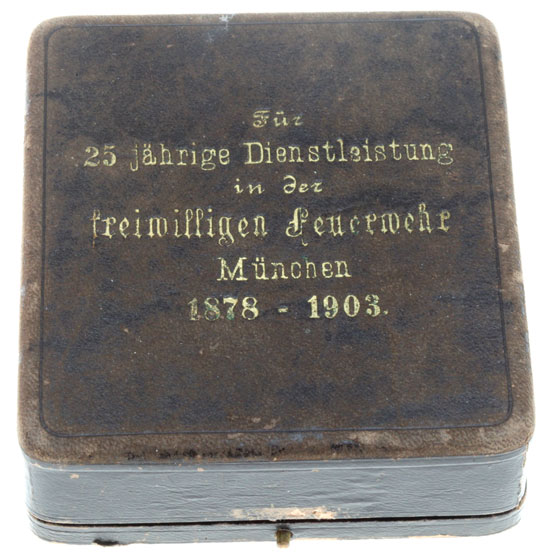 Für
25 jährige Dienstleistung
in der
freiwilligen Feuerwehr
München
1878 - 1903.